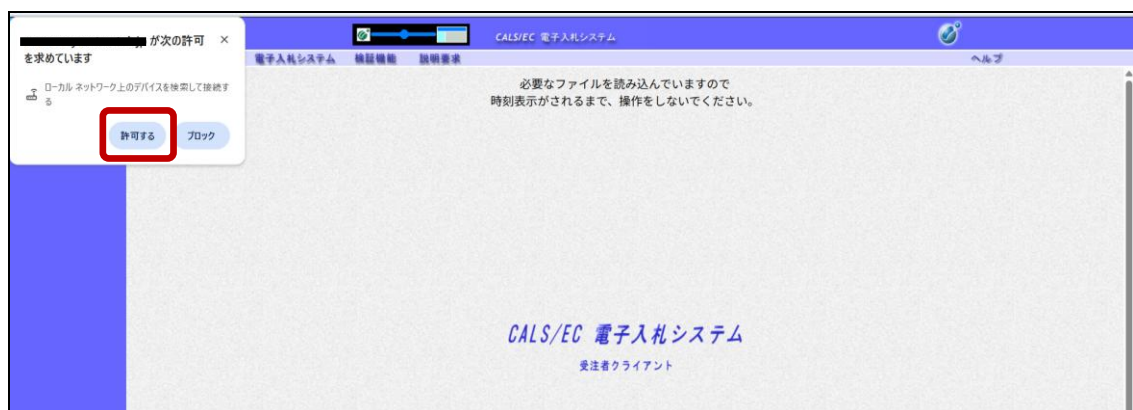 が次の許可 ×
を求めています
ローカル ネットワーク上のデバイスを検索して接続す
る
許可する ブロック
CALS/EC 電子入札システム
電子入札システム 検証機能 説明要求 ヘルプ
必要なファイルを読み込んでいますので
時刻表示がされるまで、操作をしないでください。
CALS/EC 電子入札システム
受注者クライアント